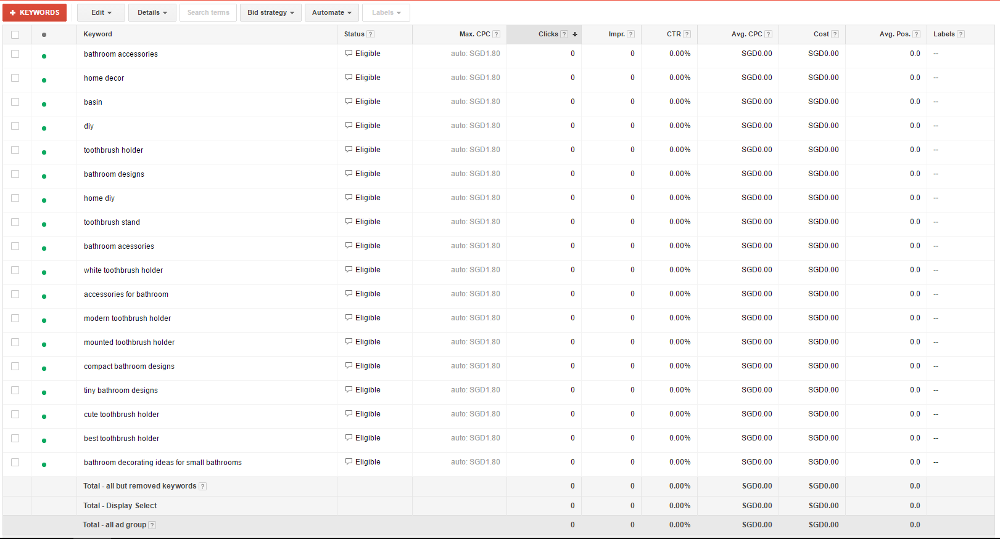 + KEYWORDS Edit Details Search terms Bid strategy Automate Labels
Keyword Status ? Max. CPC ? Clicks ? Impr. ? CTR ? Avg. CPC ? Cost ? Avg. Pos. ? Labels ?
bathroom accessories Eligible auto: SGD1.80 0 0 0.00% SGD0.00 SGD0.00 0.0 --
home decor Eligible auto: SGD1.80 0 0 0.00% SGD0.00 SGD0.00 0.0 --
basin Eligible auto: SGD1.80 0 0 0.00% SGD0.00 SGD0.00 0.0 --
diy Eligible auto: SGD1.80 0 0 0.00% SGD0.00 SGD0.00 0.0 --
toothbrush holder Eligible auto: SGD1.80 0 0 0.00% SGD0.00 SGD0.00 0.0 --
bathroom designs Eligible auto: SGD1.80 0 0 0.00% SGD0.00 SGD0.00 0.0 --
home diy Eligible auto: SGD1.80 0 0 0.00% SGD0.00 SGD0.00 0.0 --
toothbrush stand Eligible auto: SGD1.80 0 0 0.00% SGD0.00 SGD0.00 0.0 --
bathroom acessories Eligible auto: SGD1.80 0 0 0.00% SGD0.00 SGD0.00 0.0 --
white toothbrush holder Eligible auto: SGD1.80 0 0 0.00% SGD0.00 SGD0.00 0.0 --
accessories for bathroom Eligible auto: SGD1.80 0 0 0.00% SGD0.00 SGD0.00 0.0 --
modern toothbrush holder Eligible auto: SGD1.80 0 0 0.00% SGD0.00 SGD0.00 0.0 --
mounted toothbrush holder Eligible auto: SGD1.80 0 0 0.00% SGD0.00 SGD0.00 0.0 --
compact bathroom designs Eligible auto: SGD1.80 0 0 0.00% SGD0.00 SGD0.00 0.0 --
tiny bathroom designs Eligible auto: SGD1.80 0 0 0.00% SGD0.00 SGD0.00 0.0 --
cute toothbrush holder Eligible auto: SGD1.80 0 0 0.00% SGD0.00 SGD0.00 0.0 --
best toothbrush holder Eligible auto: SGD1.80 0 0 0.00% SGD0.00 SGD0.00 0.0 --
bathroom decorating ideas for small bathrooms Eligible auto: SGD1.80 0 0 0.00% SGD0.00 SGD0.00 0.0 --
Total - all but removed keywords ? 0 0 0.00% SGD0.00 SGD0.00 0.0
Total - Display Select 0 0 0.00% SGD0.00 SGD0.00 0.0
Total - all ad group ? 0 0 0.00% SGD0.00 SGD0.00 0.0